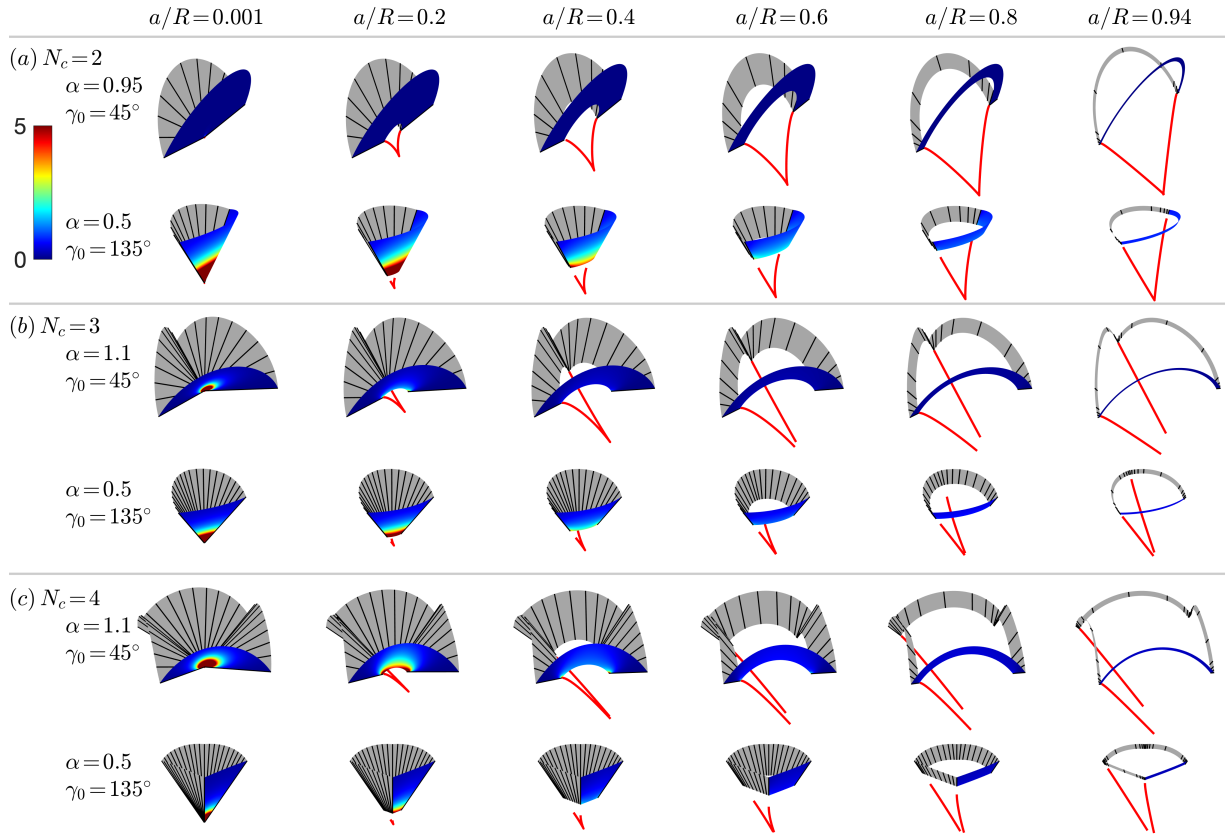 a/R=0.001 a/R=0.2 a/R=0.4 a/R=0.6 a/R=0.8 a/R=0.94
(a) N_c=2
α=0.95
γ_0=45°
5
0
α=0.5
γ_0=135°
(b) N_c=3
α=1.1
γ_0=45°
α=0.5
γ_0=135°
(c) N_c=4
α=1.1
γ_0=45°
α=0.5
γ_0=135°